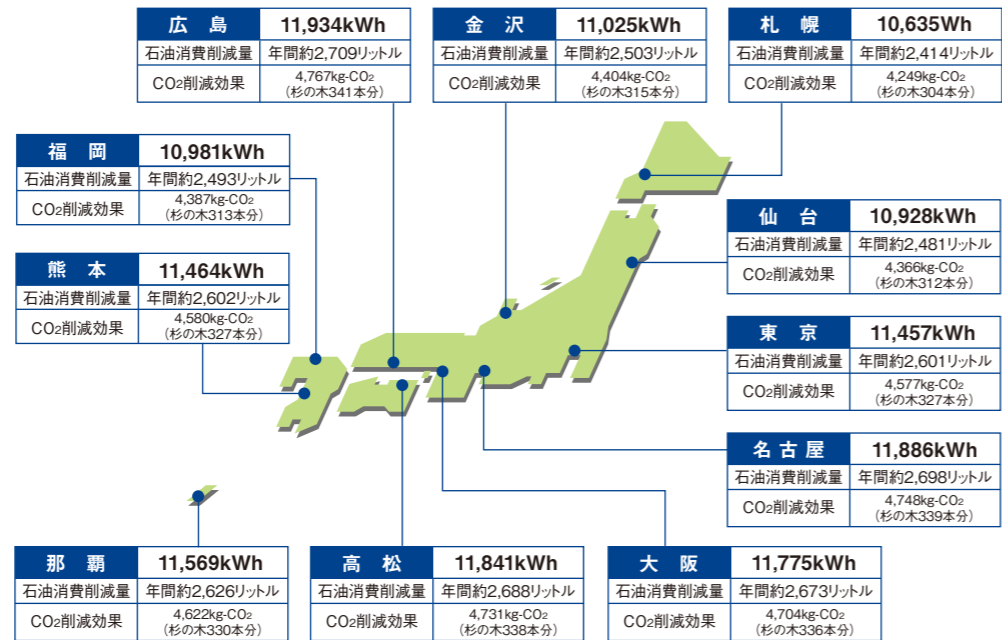 広島 11,934kWh
石油消費削減量 年間約2,709リットル
CO2削減効果 4,767kg-CO2
(杉の木341本分)
金沢 11,025kWh
石油消費削減量 年間約2,503リットル
CO2削減効果 4,404kg-CO2
(杉の木315本分)
札幌 10,635Wh
石油消費削減量 年間約2,414リットル
CO2削減効果 4,249kg-CO2
(杉の木304本分)
福岡 10,981kWh
石油消費削減量 年間約2,493リットル
CO2削減効果 4,387kg-CO2
(杉の木313本分)
仙台 10,928kWh
石油消費削減量 年間約2,481リットル
CO2削減効果 4,366kg-CO2
(杉の木312本分)
熊本 11,464kWh
石油消費削減量 年間約2,602リットル
CO2削減効果 4,580kg-CO2
(杉の木327本分)
東京 11,457kWh
石油消費削減量 年間約2,601リットル
CO2削減効果 4,577kg-CO2
(杉の木327本分)
名古屋 11,886kWh
石油消費削減量 年間約2,698リットル
CO2削減効果 4,748kg-CO2
(杉の木339本分)
那覇 11,569kWh
石油消費削減量 年間約2,626リットル
CO2削減効果 4,622kg-CO2
(杉の木330本分)
高松 11,841kWh
石油消費削減量 年間約2,688リットル
CO2削減効果 4,731kg-CO2
(杉の木338本分)
大阪 11,775kWh
石油消費削減量 年間約2,673リットル
CO2削減効果 4,704kg-CO2
(杉の木336本分)